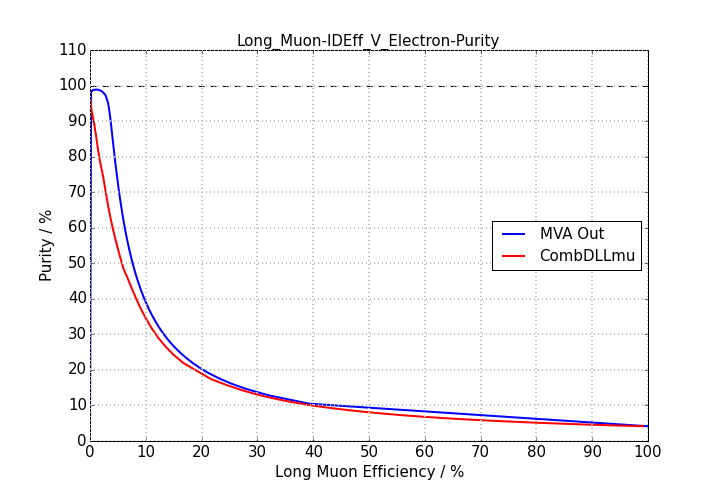 Long_Muon-IDEff_V_Electron-Purity
110
100
90
80
70
60
50
40
30
20
10
0
Purity / %
MVA Out
CombDLLmu
0 10 20 30 40 50 60 70 80 90 100
Long Muon Efficiency / %